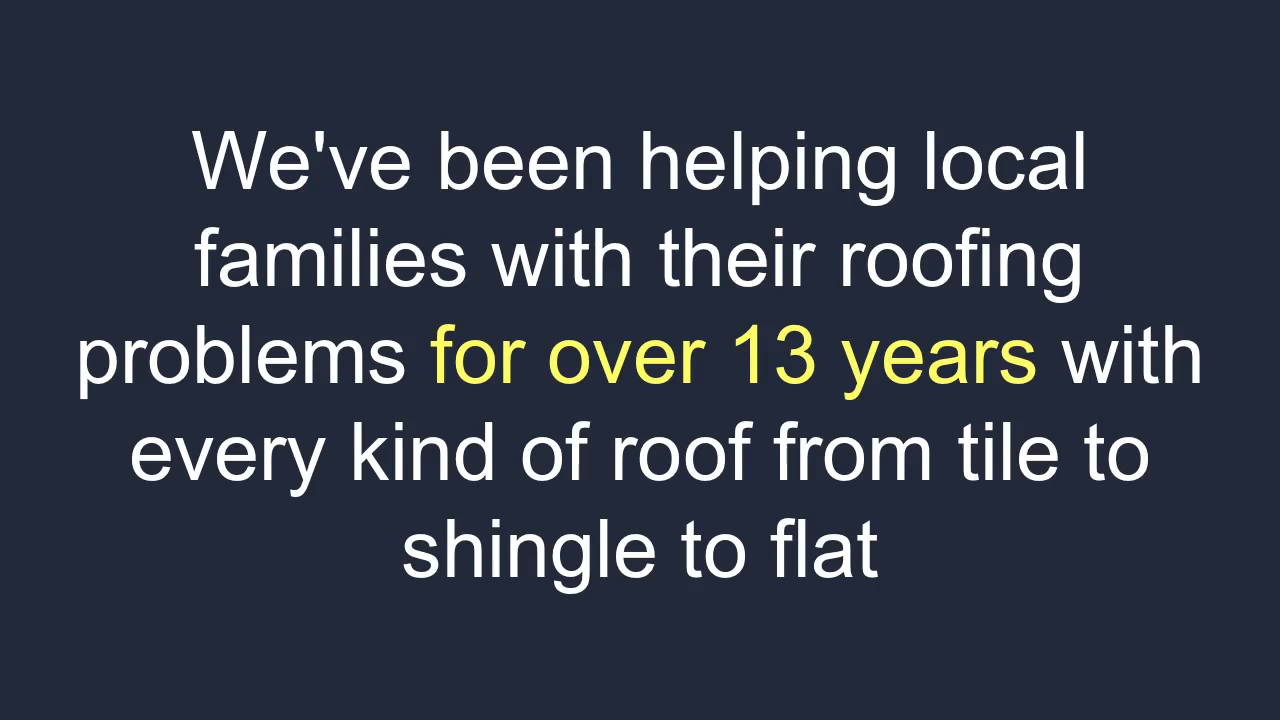 We've been helping local
families with their roofing
problems for over 13 years with
every kind of roof from tile to
shingle to flat